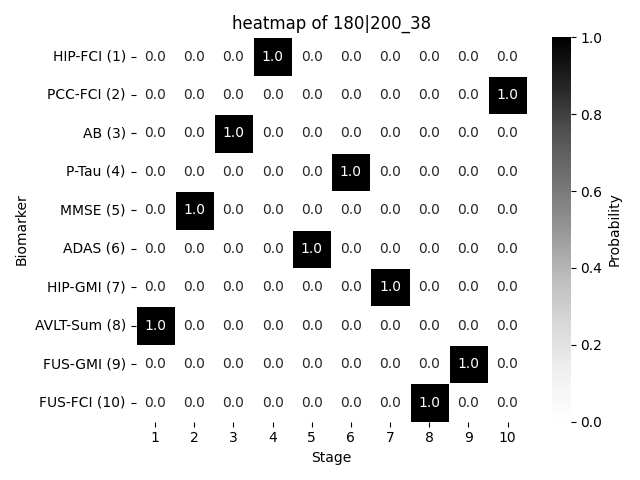 heatmap of 180|200_38
HIP-FCI (1) 0.0 0.0 0.0 1.0 0.0 0.0 0.0 0.0 0.0 0.0
PCC-FCI (2) 0.0 0.0 0.0 0.0 0.0 0.0 0.0 0.0 0.0 1.0
AB (3) 0.0 0.0 1.0 0.0 0.0 0.0 0.0 0.0 0.0 0.0
P-Tau (4) 0.0 0.0 0.0 0.0 0.0 1.0 0.0 0.0 0.0 0.0
MMSE (5) 0.0 1.0 0.0 0.0 0.0 0.0 0.0 0.0 0.0 0.0
ADAS (6) 0.0 0.0 0.0 0.0 1.0 0.0 0.0 0.0 0.0 0.0
HIP-GMI (7) 0.0 0.0 0.0 0.0 0.0 0.0 1.0 0.0 0.0 0.0
AVLT-Sum (8) 1.0 0.0 0.0 0.0 0.0 0.0 0.0 0.0 0.0 0.0
FUS-GMI (9) 0.0 0.0 0.0 0.0 0.0 0.0 0.0 0.0 1.0 0.0
FUS-FCI (10) 0.0 0.0 0.0 0.0 0.0 0.0 0.0 1.0 0.0 0.0
1 2 3 4 5 6 7 8 9 10
Stage
Biomarker
1.0
0.8
0.6
0.4
0.2
0.0
Probability